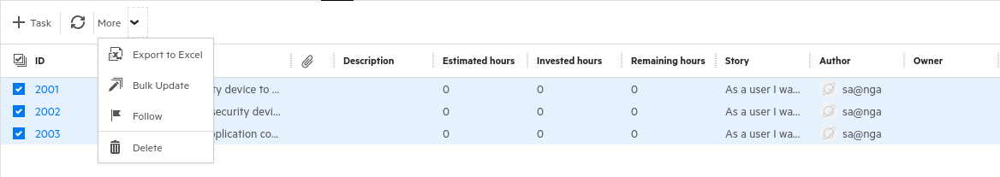 Task
More
ID
Description
Estimated hours
Invested hours
Remaining hours
Story
Author
Owner
Export to Excel
Bulk Update
Follow
Delete
2001 ty device to ... 0 0 0 As a user I wa... sa@nga
2002 security devi... 0 0 0 As a user I wa... sa@nga
2003 plication co... 0 0 0 As a user I wa... sa@nga